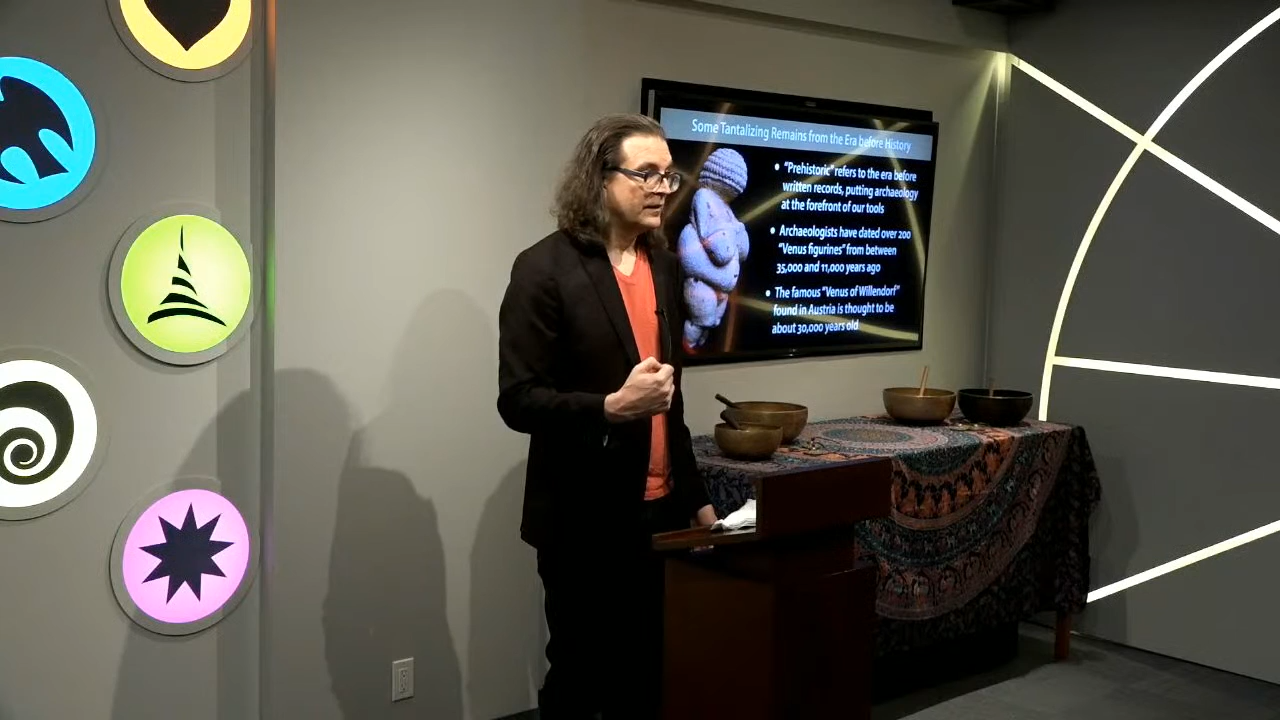 Some Tantalizing Remains from the Era before History
• "Prehistoric" refers to the era before
written records, putting archaeology
at the forefront of our tools
• Archaeologists have dated over 200
"Venus figurines" from between
35,000 and 11,000 years ago
• The famous "Venus of Willendorf"
found in Austria is thought to be
about 30,000 years old